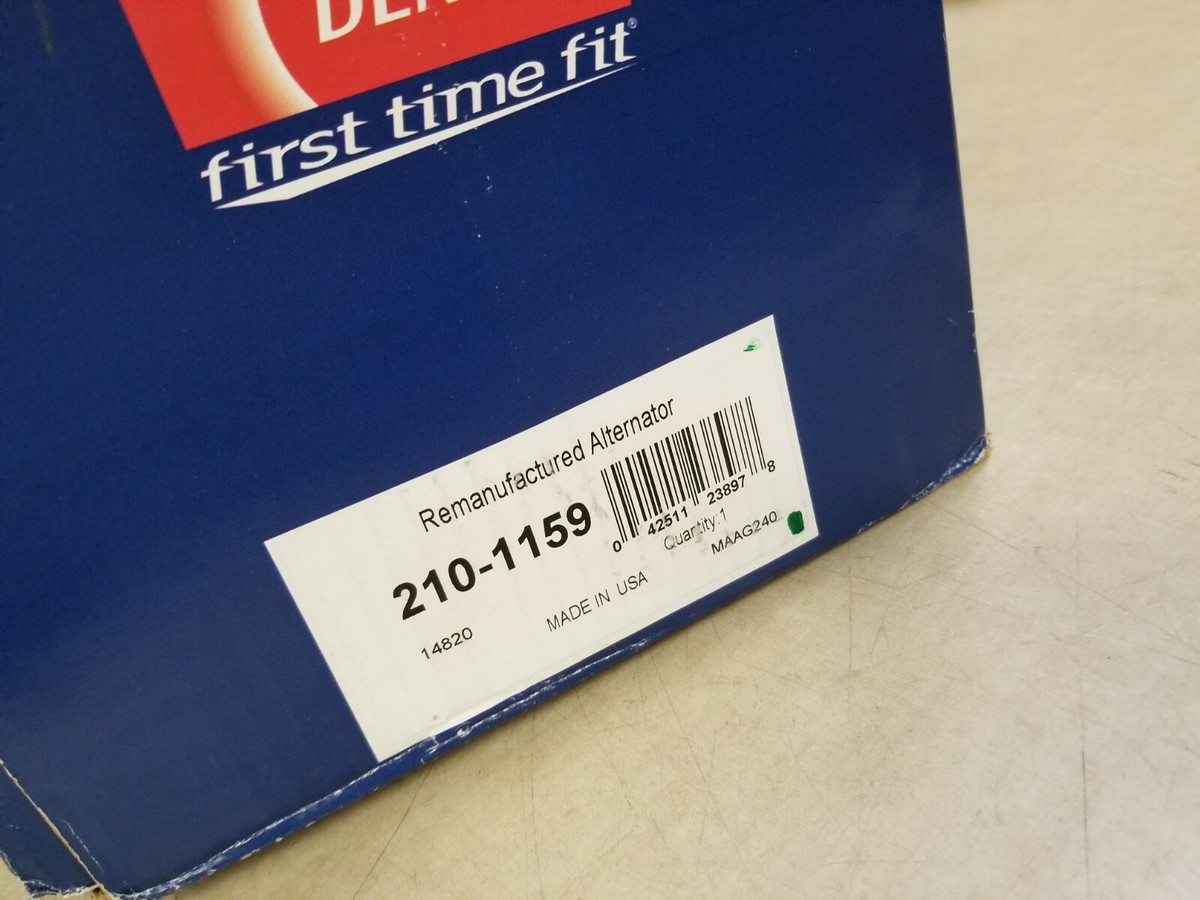 first time fit®
Remanufactured Alternator
210-1159
0 42511 23897 8
Quantity:1
MAAG240
14820
MADE IN USA